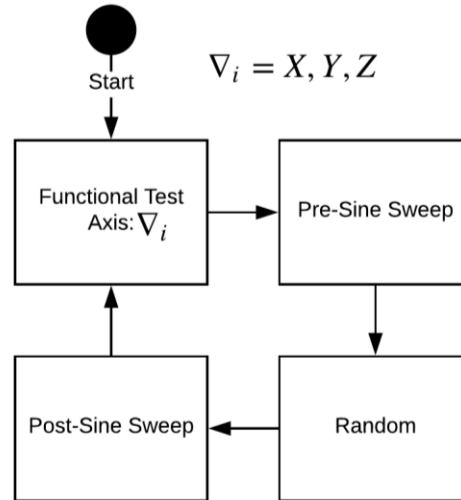 Start
∇i = X, Y, Z
Functional Test
Axis: ∇i
Pre-Sine Sweep
Post-Sine Sweep
Random